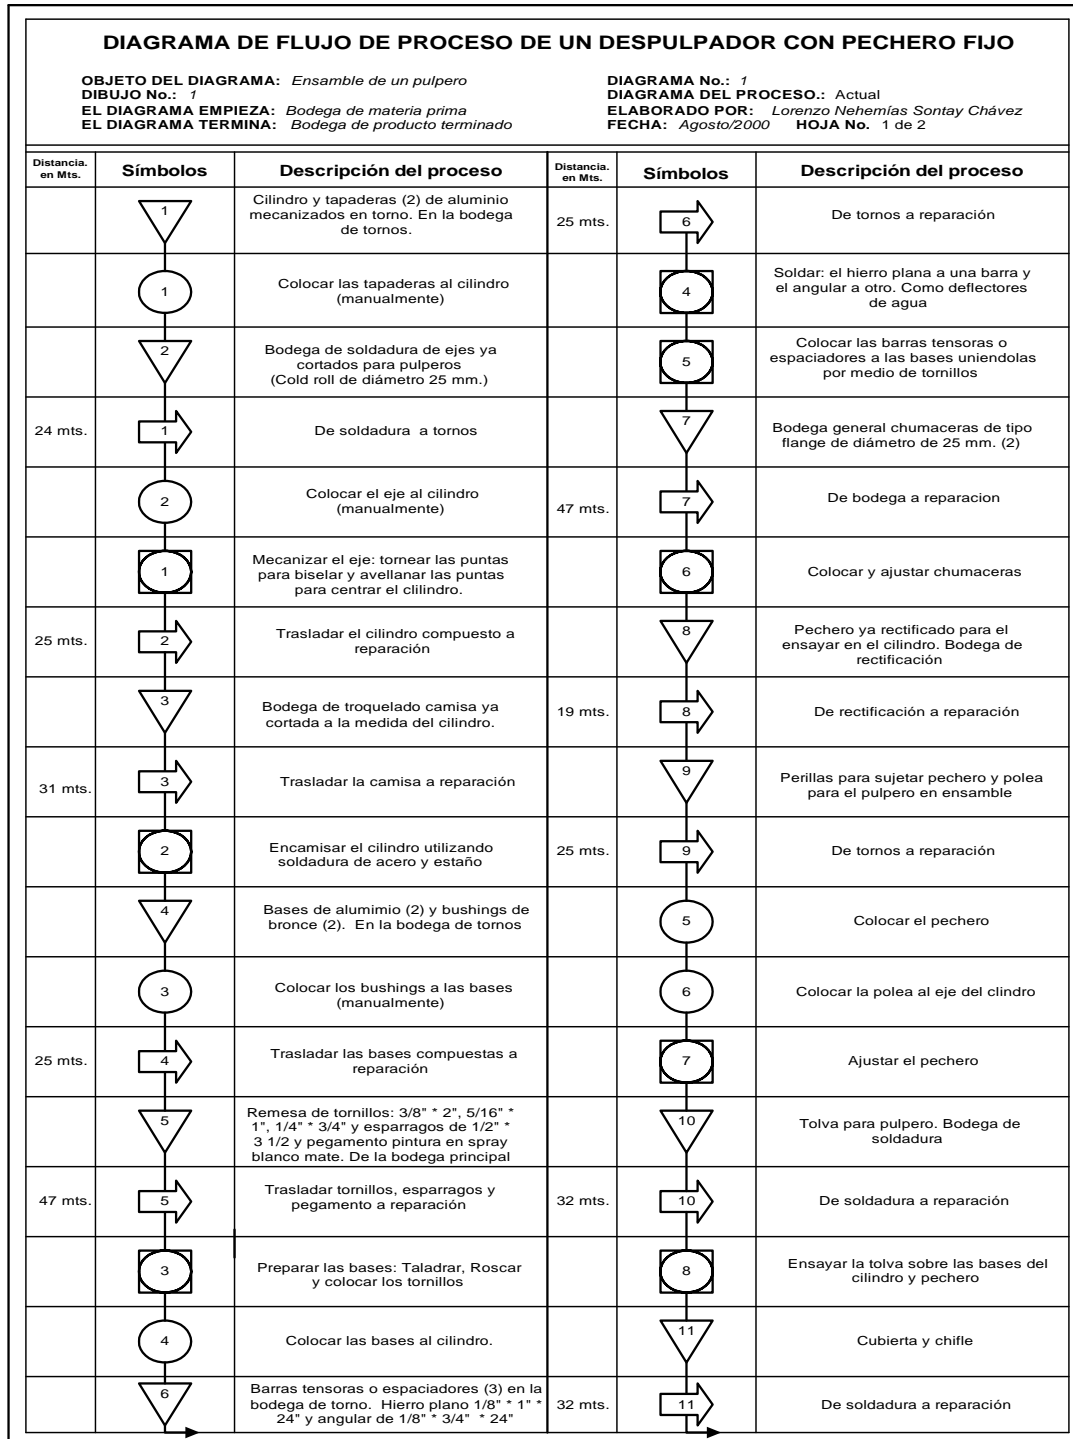 DIAGRAMA DE FLUJO DE PROCESO DE UN DESPULPADOR CON PECHERO FIJO
OBJETO DEL DIAGRAMA: Ensamble de un pulpero
DIBUJO No.: 1
EL DIAGRAMA EMPIEZA: Bodega de materia prima
EL DIAGRAMA TERMINA: Bodega de producto terminado
DIAGRAMA No.: 1
DIAGRAMA DEL PROCESO.: Actual
ELABORADO POR: Lorenzo Nehemías Sontay Chávez
FECHA: Agosto/2000 HOJA No. 1 de 2
Distancia.
en Mts.
Símbolos
Descripción del proceso
1
Cilindro y tapaderas (2) de aluminio
mecanizados en torno. En la bodega
de tornos.
1
Colocar las tapaderas al cilindro
(manualmente)
2
Bodega de soldadura de ejes ya
cortados para pulperos
(Cold roll de diámetro 25 mm.)
24 mts.
1
De soldadura a tornos
2
Colocar el eje al cilindro
(manualmente)
1
Mecanizar el eje: tornear las puntas
para biselar y avellanar las puntas
para centrar el clilindro.
25 mts.
2
Trasladar el cilindro compuesto a
reparación
3
Bodega de troquelado camisa ya
cortada a la medida del cilindro.
31 mts.
3
Trasladar la camisa a reparación
2
Encamisar el cilindro utilizando
soldadura de acero y estaño
4
Bases de alumimio (2) y bushings de
bronce (2). En la bodega de tornos
3
Colocar los bushings a las bases
(manualmente)
25 mts.
4
Trasladar las bases compuestas a
reparación
5
Remesa de tornillos: 3/8" * 2", 5/16" *
1", 1/4" * 3/4" y esparragos de 1/2" *
3 1/2 y pegamento pintura en spray
blanco mate. De la bodega principal
47 mts.
5
Trasladar tornillos, esparragos y
pegamento a reparación
3
Preparar las bases: Taladrar, Roscar
y colocar los tornillos
4
Colocar las bases al cilindro.
6
Barras tensoras o espaciadores (3) en la
bodega de torno. Hierro plano 1/8" * 1" *
24" y angular de 1/8" * 3/4" * 24"
Distancia.
en Mts.
Símbolos
Descripción del proceso
25 mts.
6
De tornos a reparación
4
Soldar: el hierro plana a una barra y
el angular a otro. Como deflectores
de agua
5
Colocar las barras tensoras o
espaciadores a las bases uniendolas
por medio de tornillos
7
Bodega general chumaceras de tipo
flange de diámetro de 25 mm. (2)
47 mts.
7
De bodega a reparacion
6
Colocar y ajustar chumaceras
8
Pechero ya rectificado para el
ensayar en el cilindro. Bodega de
rectificación
19 mts.
8
De rectificación a reparación
9
Perillas para sujetar pechero y polea
para el pulpero en ensamble
25 mts.
9
De tornos a reparación
5
Colocar el pechero
6
Colocar la polea al eje del clindro
7
Ajustar el pechero
10
Tolva para pulpero. Bodega de
soldadura
32 mts.
10
De soldadura a reparación
8
Ensayar la tolva sobre las bases del
cilindro y pechero
11
Cubierta y chifle
32 mts.
11
De soldadura a reparación